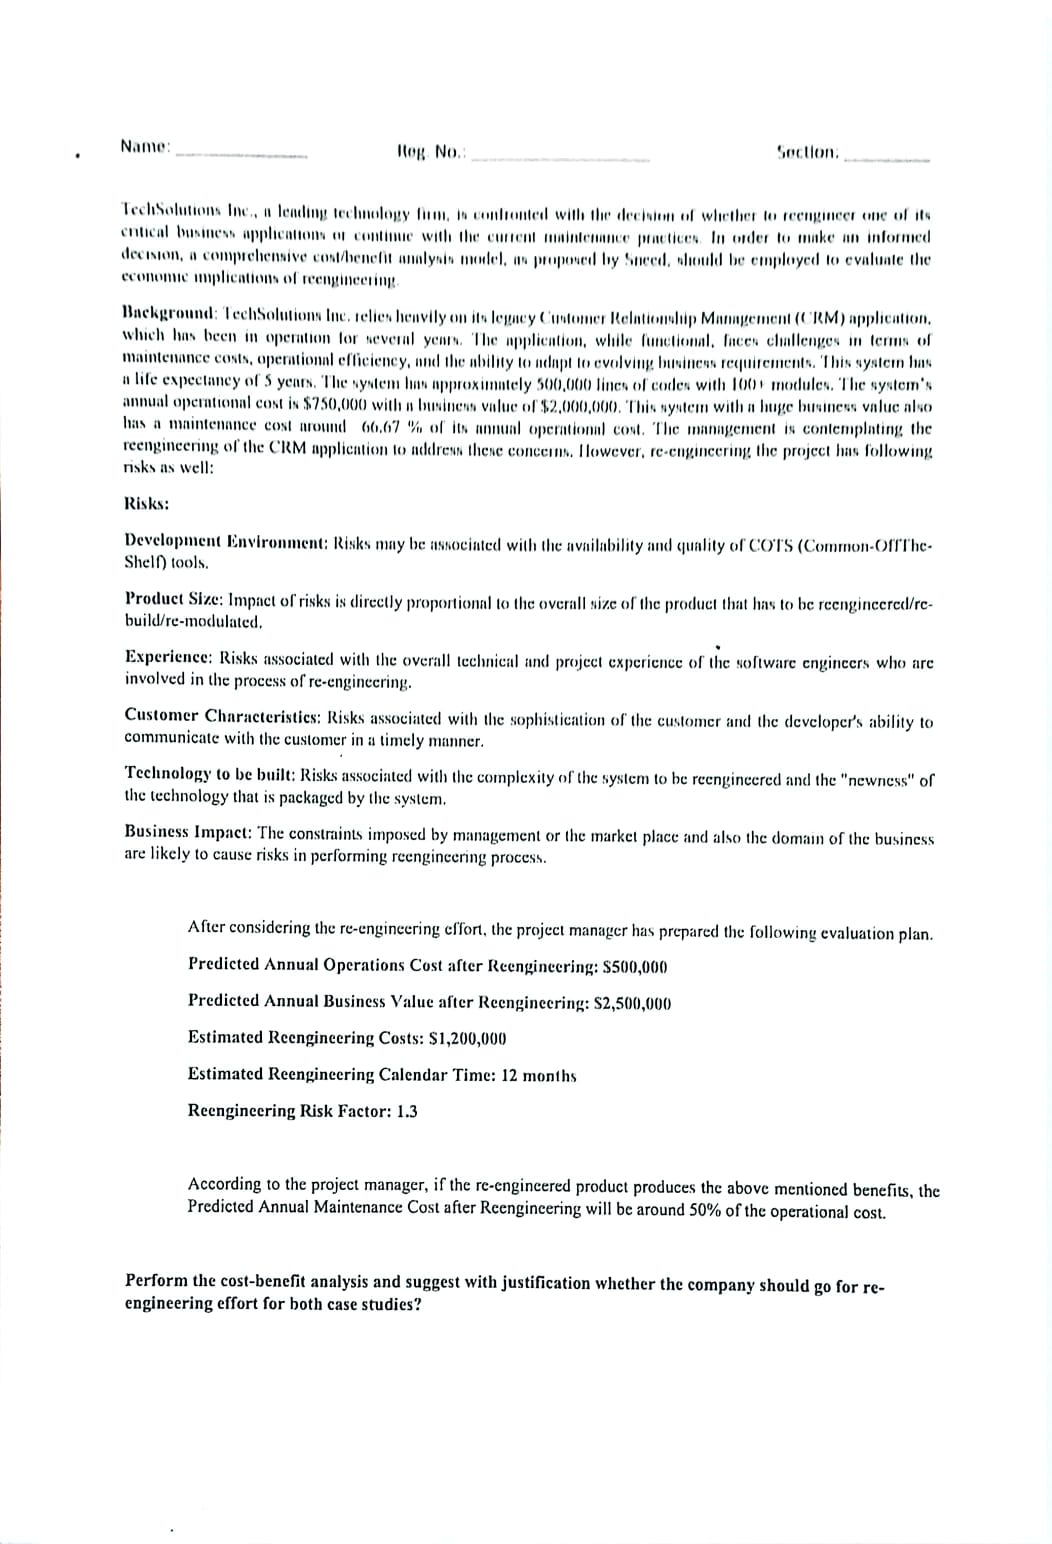 Name: ____________ Reg. No.: ____________ Section: ________
TechSolutions Inc., a leading technology firm, is confronted with the decision of whether to reengineer one of its
critical business applications or continue with the current maintenance practices. In order to make an informed
decision, a comprehensive cost/benefit analysis model, as proposed by Sneed, should be employed to evaluate the
economic implications of reengineering.
Background: TechSolutions Inc. relies heavily on its legacy Customer Relationship Management (CRM) application,
which has been in operation for several years. The application, while functional, faces challenges in terms of
maintenance costs, operational efficiency, and the ability to adapt to evolving business requirements. This system has
a life expectancy of 5 years. The system has approximately 500,000 lines of codes with 100+ modules. The system's
annual operational cost is $750,000 with a business value of $2,000,000. This system with a huge business value also
has a maintenance cost around 66.67 % of its annual operational cost. The management is contemplating the
reengineering of the CRM application to address these concerns. However, re-engineering the project has following
risks as well:
Risks:
Development Environment: Risks may be associated with the availability and quality of COTS (Common-OffThe-
Shelf) tools.
Product Size: Impact of risks is directly proportional to the overall size of the product that has to be reengineered/re-
build/re-modulated.
Experience: Risks associated with the overall technical and project experience of the software engineers who are
involved in the process of re-engineering.
Customer Characteristics: Risks associated with the sophistication of the customer and the developer's ability to
communicate with the customer in a timely manner.
Technology to be built: Risks associated with the complexity of the system to be reengineered and the "newness" of
the technology that is packaged by the system.
Business Impact: The constraints imposed by management or the market place and also the domain of the business
are likely to cause risks in performing reengineering process.
After considering the re-engineering effort, the project manager has prepared the following evaluation plan.
Predicted Annual Operations Cost after Reengineering: $500,000
Predicted Annual Business Value after Reengineering: $2,500,000
Estimated Reengineering Costs: $1,200,000
Estimated Reengineering Calendar Time: 12 months
Reengineering Risk Factor: 1.3
According to the project manager, if the re-engineered product produces the above mentioned benefits, the
Predicted Annual Maintenance Cost after Reengineering will be around 50% of the operational cost.
Perform the cost-benefit analysis and suggest with justification whether the company should go for re-
engineering effort for both case studies?